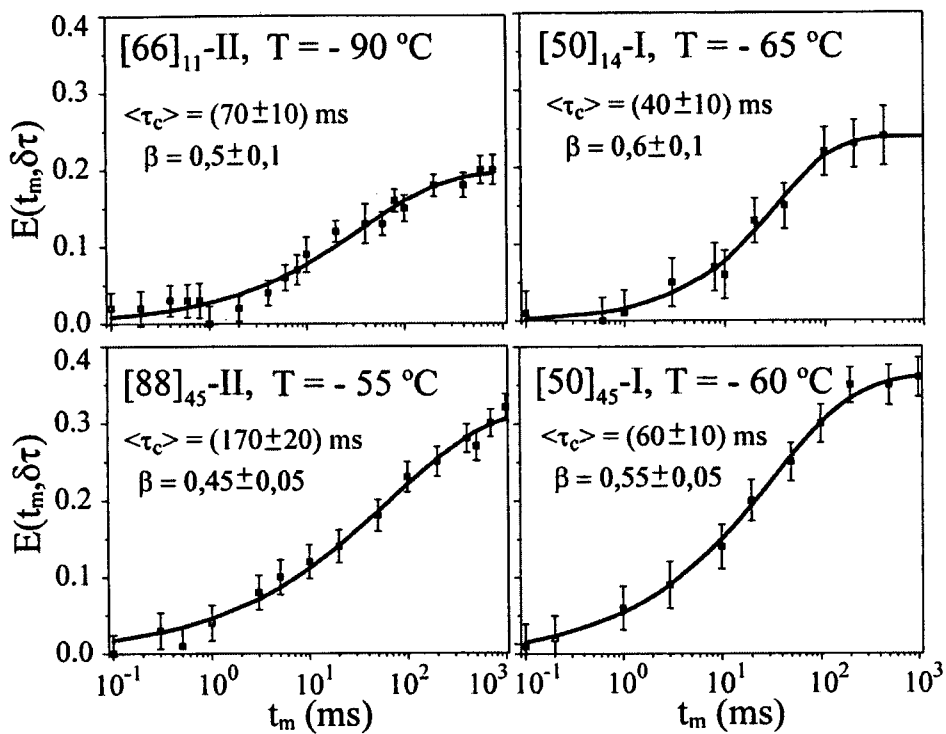 [66]₁₁-II, T = - 90 ºC
<τc> = (70±10) ms
β = 0,5±0,1
[50]₁₄-I, T = - 65 ºC
<τc> = (40±10) ms
β = 0,6±0,1
E(tm,δτ)
0.4
0.3
0.2
0.1
0.0
[88]₄₅-II, T = - 55 ºC
<τc> = (170±20) ms
β = 0,45±0,05
[50]₄₅-I, T = - 60 ºC
<τc> = (60±10) ms
β = 0,55±0,05
E(tm,δτ)
0.4
0.3
0.2
0.1
0.0
10⁻¹ 10⁰ 10¹ 10² 10³
10⁻¹ 10⁰ 10¹ 10² 10³
tm (ms)
tm (ms)